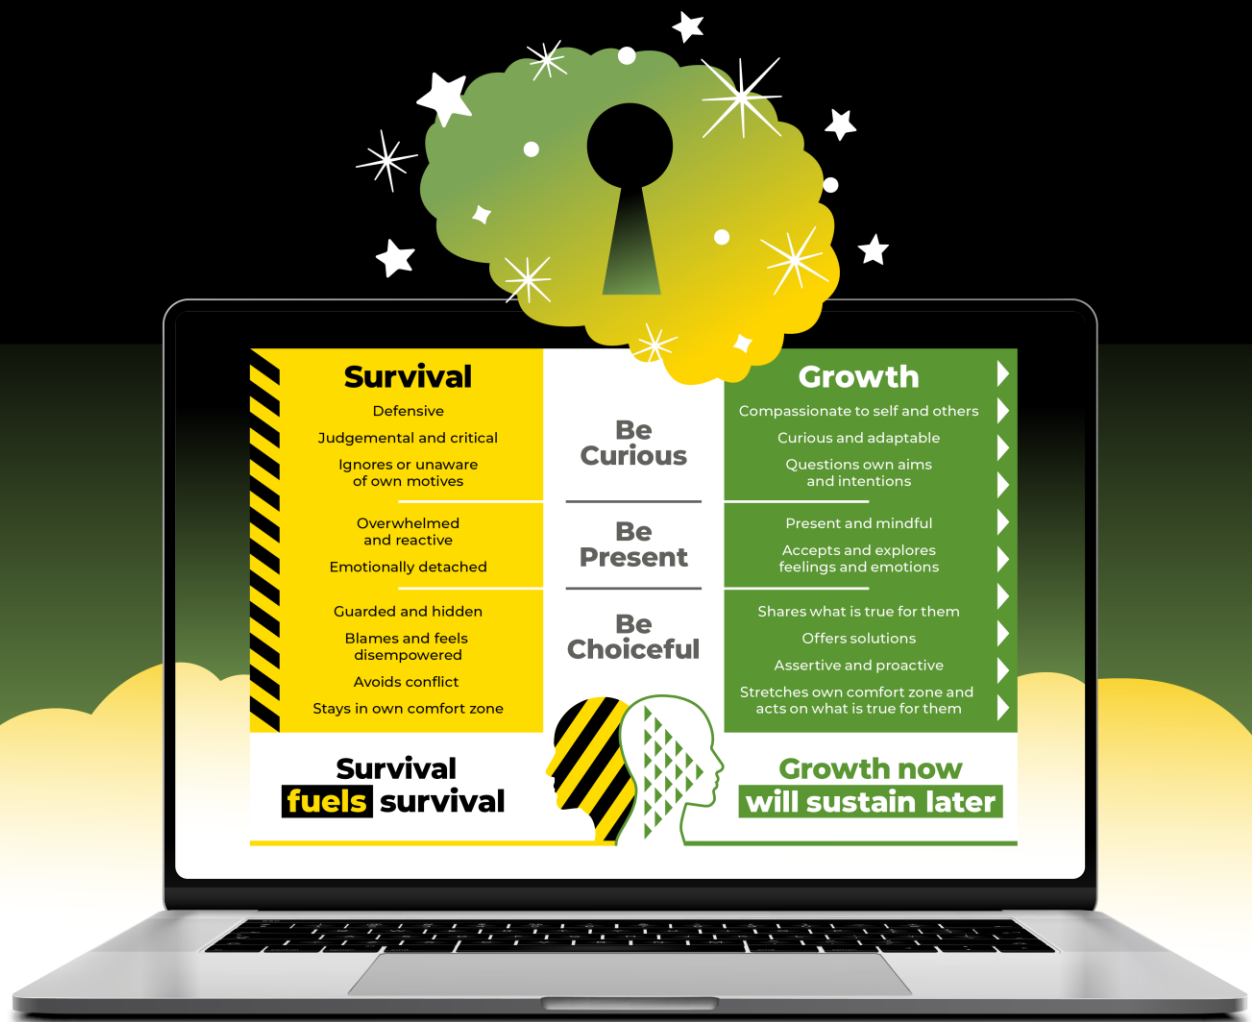 Survival
Defensive
Judgemental and critical
Ignores or unaware
of own motives
Overwhelmed
and reactive
Emotionally detached
Guarded and hidden
Blames and feels
disempowered
Avoids conflict
Stays in own comfort zone
Be
Curious
Be
Present
Be
Choiceful
Growth
Compassionate to self and others
Curious and adaptable
Questions own aims
and intentions
Present and mindful
Accepts and explores
feelings and emotions
Shares what is true for them
Offers solutions
Assertive and proactive
Stretches own comfort zone and
acts on what is true for them
Survival
fuels survival
Growth now
will sustain later